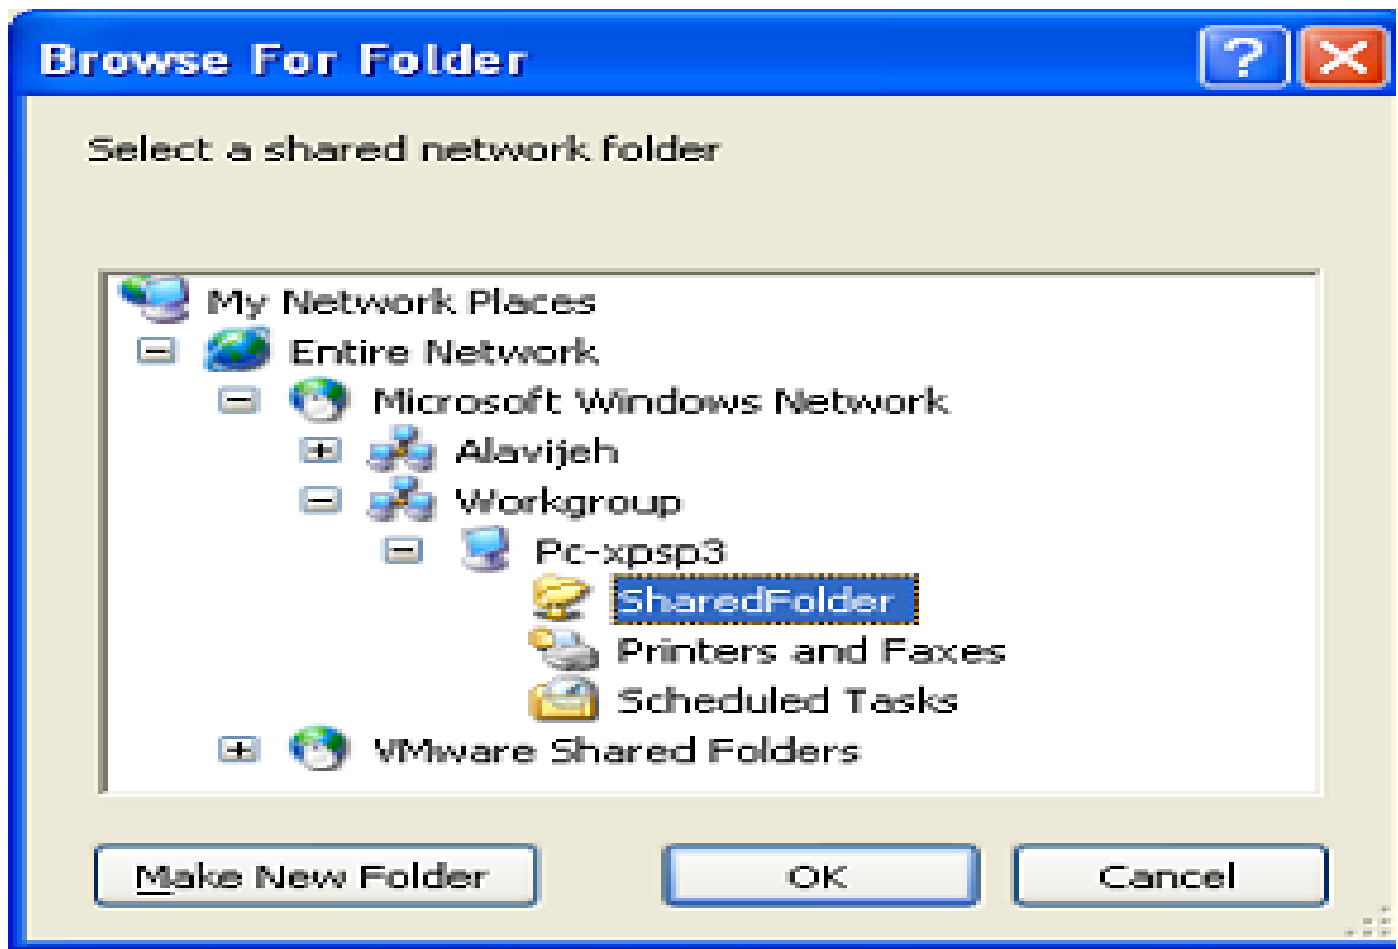 Browse For Folder
Select a shared network folder
My Network Places
Entire Network
Microsoft Windows Network
Alavijeh
Workgroup
Pc-xpsp3
SharedFolder
Printers and Faxes
Scheduled Tasks
VMware Shared Folders
Make New Folder OK Cancel